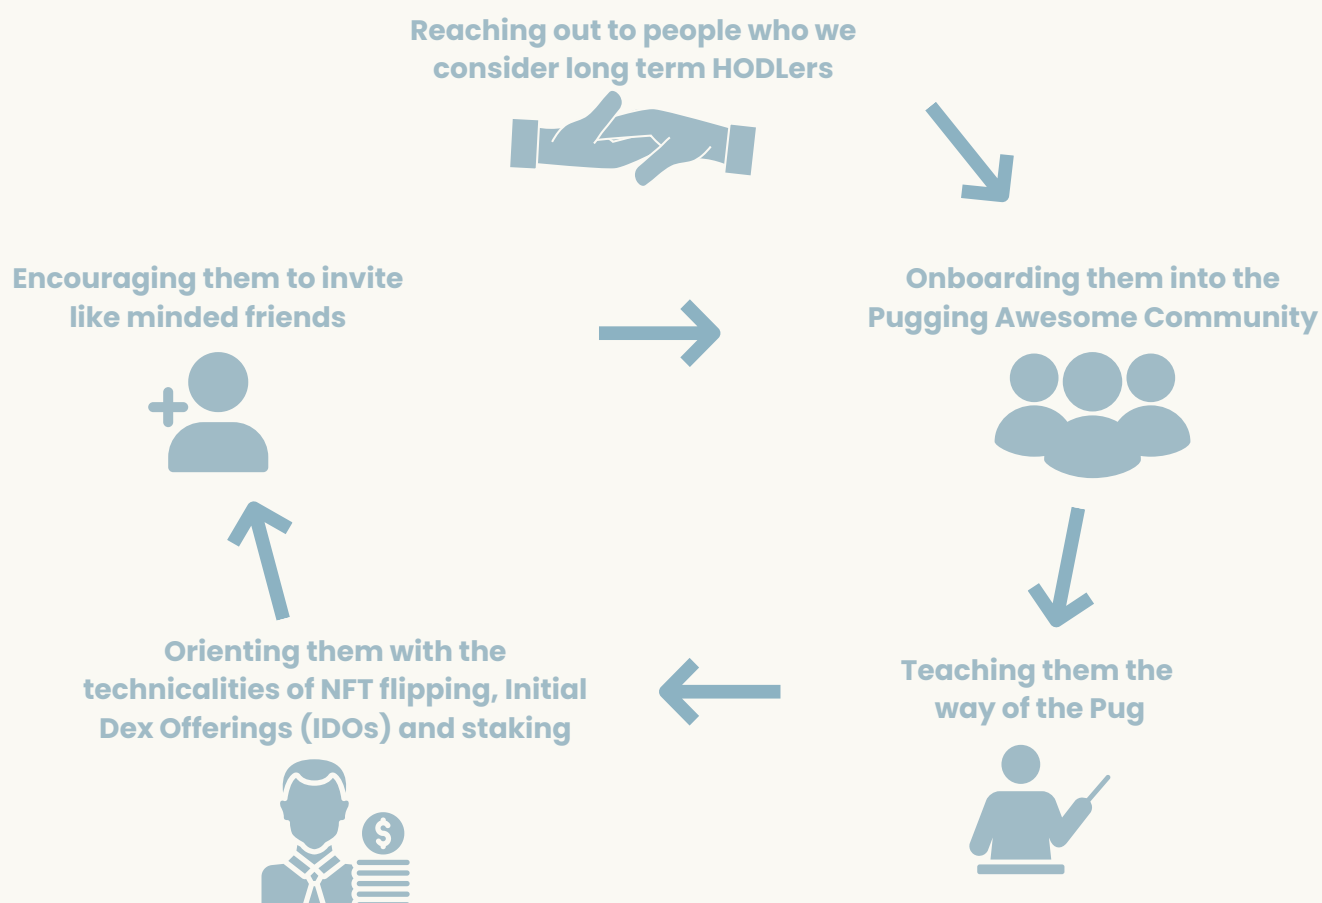 Reaching out to people who we
consider long term HODLers
Encouraging them to invite
like minded friends
Onboarding them into the
Pugging Awesome Community
Orienting them with the
technicalities of NFT flipping, Initial
Dex Offerings (IDOs) and staking
Teaching them the
way of the Pug
$